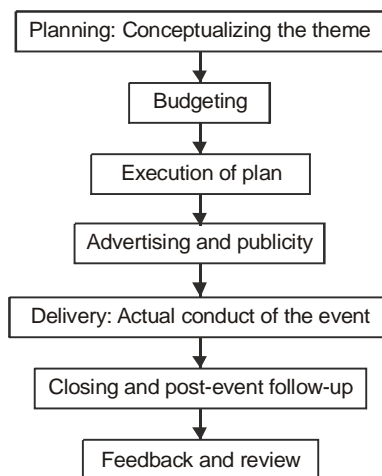 Planning: Conceptualizing the theme
Budgeting
Execution of plan
Advertising and publicity
Delivery: Actual conduct of the event
Closing and post-event follow-up
Feedback and review